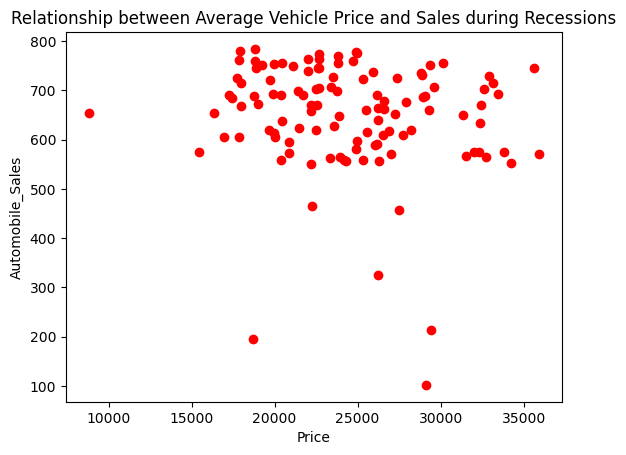 Relationship between Average Vehicle Price and Sales during Recessions
800
700
600
500
400
300
200
100
Automobile_Sales
10000 15000 20000 25000 30000 35000
Price